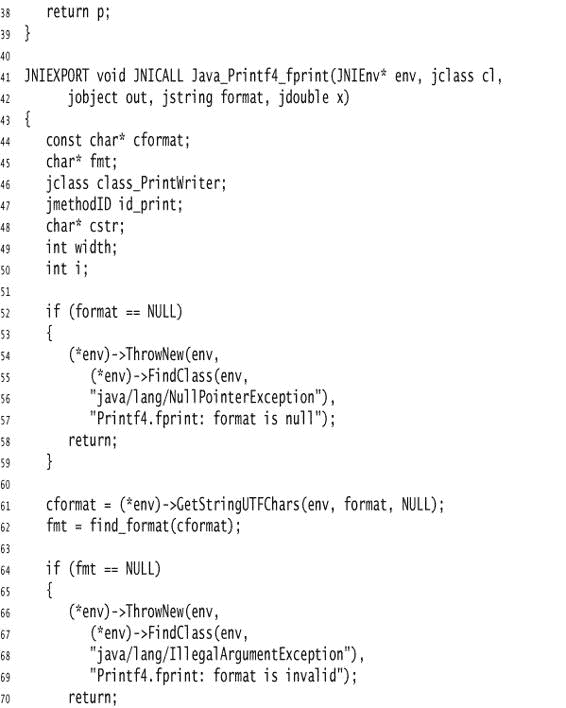 38 return p;
39 }
40
41 JNIEXPORT void JNICALL Java_Printf4_fprint(JNIEnv* env, jclass cl,
42 jobject out, jstring format, jdouble x)
43 {
44 const char* cformat;
45 char* fmt;
46 jclass class_PrintWriter;
47 jmethodID id_print;
48 char* cstr;
49 int width;
50 int i;
51
52 if (format == NULL)
53 {
54 (*env)->ThrowNew(env,
55 (*env)->FindClass(env,
56 "java/lang/NullPointerException"),
57 "Printf4.fprint: format is null");
58 return;
59 }
60
61 cformat = (*env)->GetStringUTFChars(env, format, NULL);
62 fmt = find_format(cformat);
63
64 if (fmt == NULL)
65 {
66 (*env)->ThrowNew(env,
67 (*env)->FindClass(env,
68 "java/lang/IllegalArgumentException"),
69 "Printf4.fprint: format is invalid");
70 return;